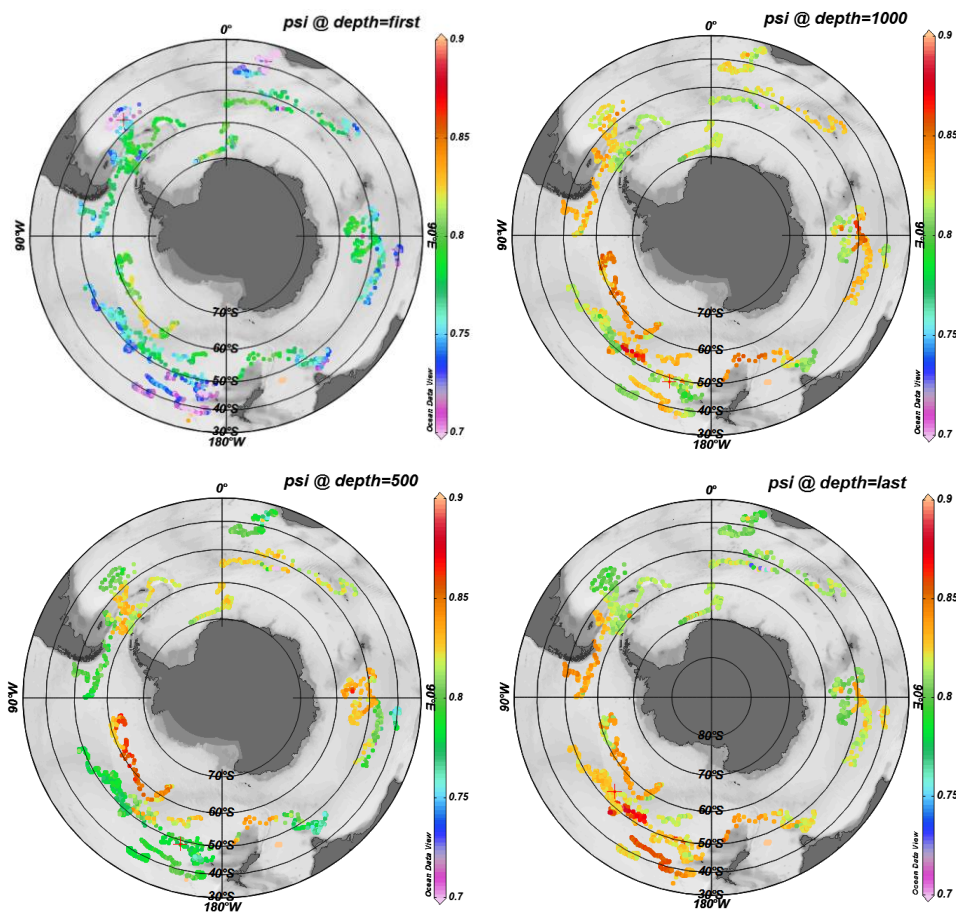 psi @ depth=first
0°
90°W
90°E
70°S
60°S
50°S
40°S
30°S
180°W
0.9
0.85
0.8
0.75
0.7
Ocean Data View
psi @ depth=1000
0°
90°W
90°E
70°S
60°S
50°S
40°S
30°S
180°W
0.9
0.85
0.8
0.75
0.7
Ocean Data View
psi @ depth=500
0°
90°W
90°E
70°S
60°S
50°S
40°S
30°S
180°W
0.9
0.85
0.8
0.75
0.7
Ocean Data View
psi @ depth=last
0°
90°W
90°E
80°S
70°S
60°S
50°S
40°S
30°S
180°W
0.9
0.85
0.8
0.75
0.7
Ocean Data View